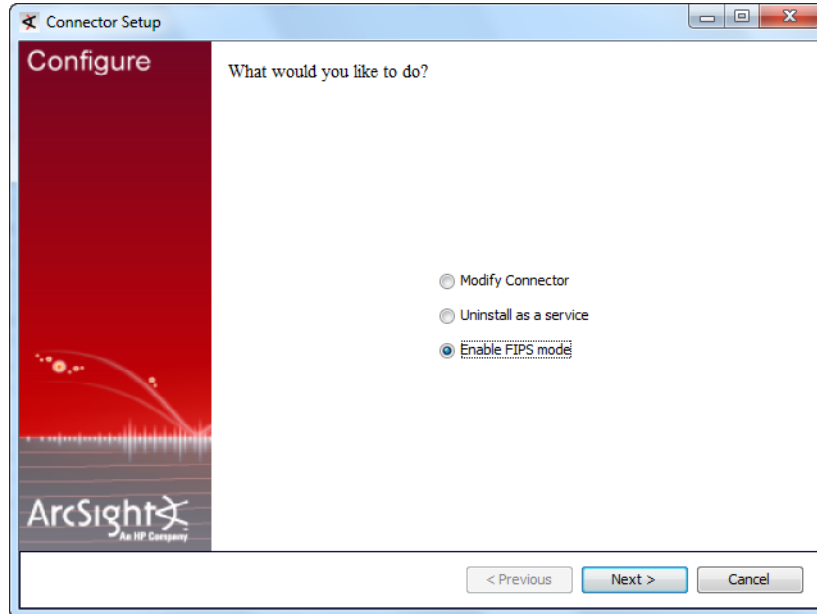 Connector Setup
Configure
What would you like to do?
Modify Connector
Uninstall as a service
Enable FIPS mode
ArcSight
An HP Company
< Previous
Next >
Cancel